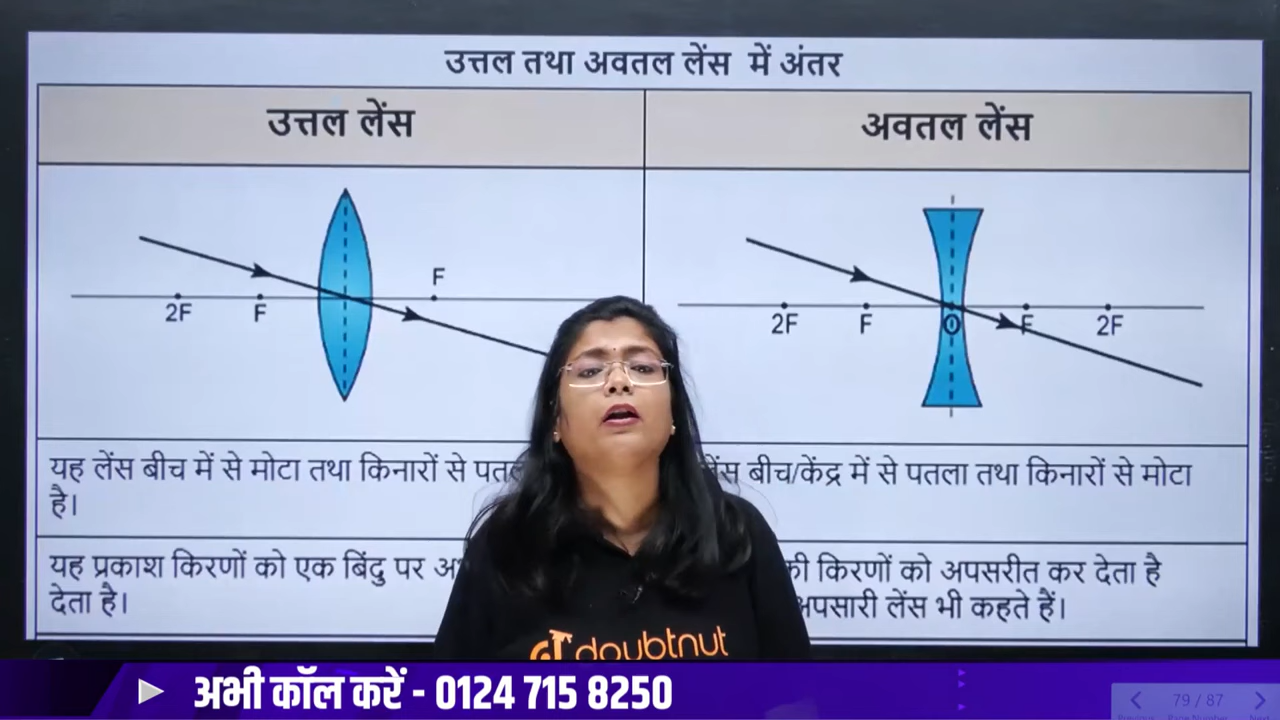 उत्तल तथा अवतल लेंस में अंतर
उत्तल लेंस
अवतल लेंस
F
2F
F
2F
F
O
F
2F
यह लेंस बीच में से मोटा तथा किनारों से
है।
लेंस बीच/केंद्र में से पतला तथा किनारों से मोटा
यह प्रकाश किरणों को एक बिंदु पर
देता है।
की किरणों को अपसरीत कर देता है
अपसारी लेंस भी कहते हैं।
doubtnut
अभी कॉल करें - 0124 715 8250
79 / 87